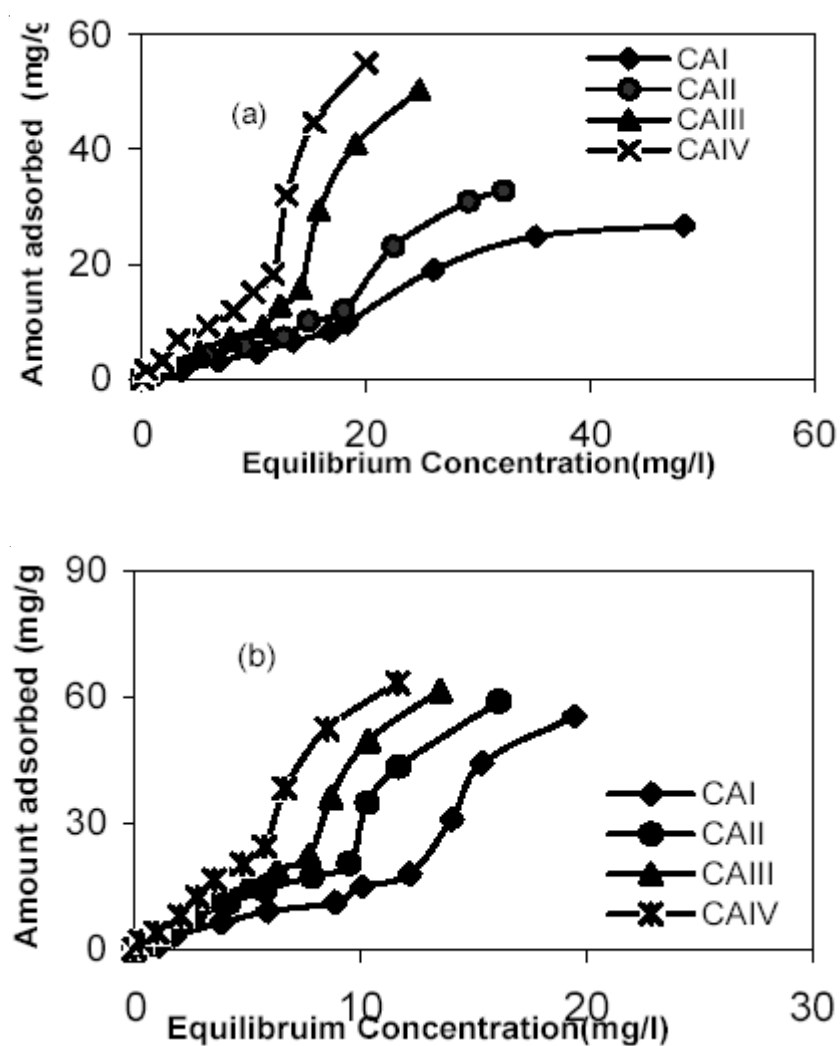 60
40
20
0
Amount adsorbed (mg/g
(a)
CAI
CAII
CAIII
CAIV
0 20 40 60
Equilibrium Concentration(mg/l)
90
60
30
0
Amount adsorbed (mg/g
(b)
CAI
CAII
CAIII
CAIV
0 10 20 30
Equilibruim Concentration(mg/l)